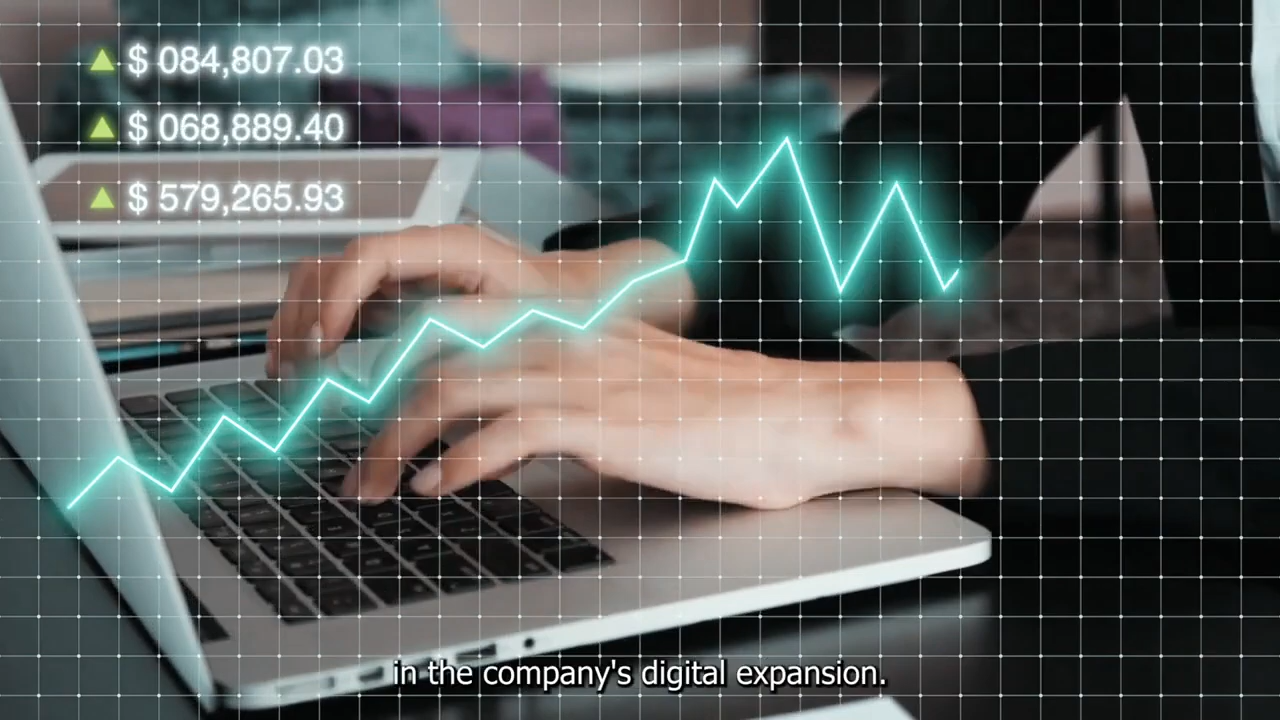 $ 084,807.03
$ 068,889.40
$ 579,265.93
in the company's digital expansion.